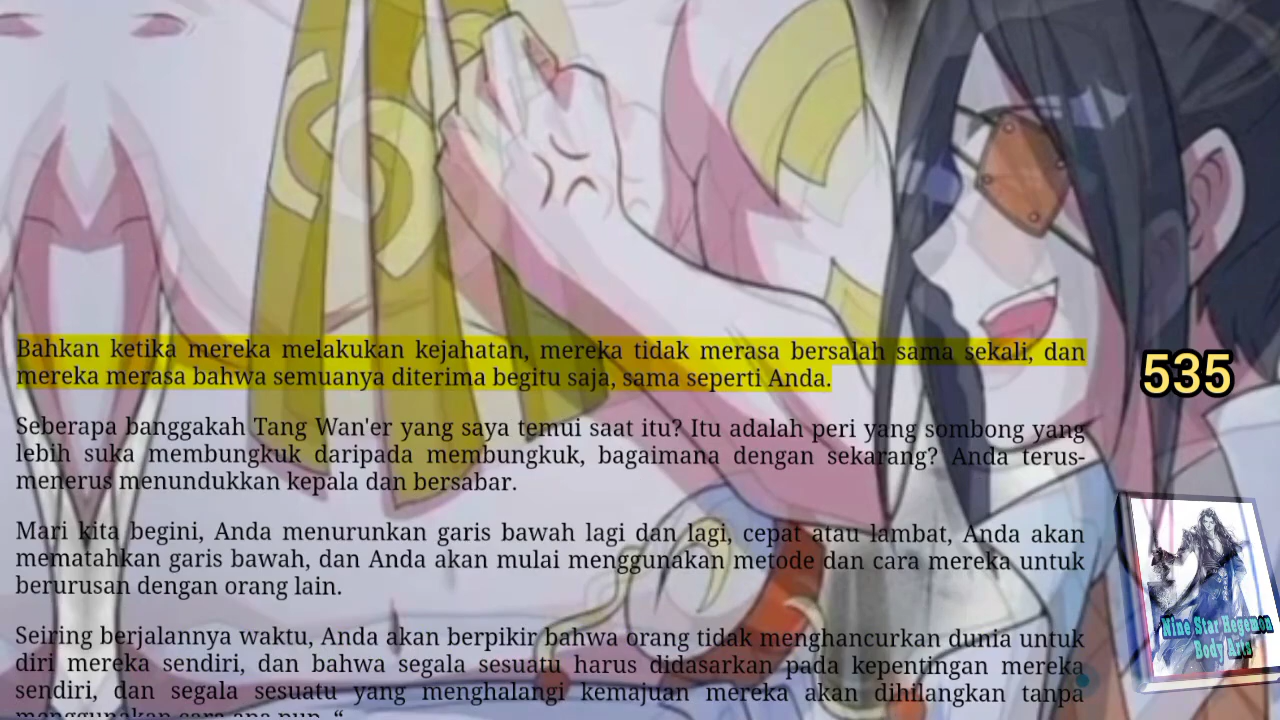 Bahkan ketika mereka melakukan kejahatan, mereka tidak merasa bersalah sama sekali, dan
mereka merasa bahwa semuanya diterima begitu saja, sama seperti Anda.
535
Seberapa banggakah Tang Wan'er yang saya temui saat itu? Itu adalah peri yang sombong yang
lebih suka membungkuk daripada membungkuk, bagaimana dengan sekarang? Anda terus-
menerus menundukkan kepala dan bersabar.
Mari kita begini, Anda menurunkan garis bawah lagi dan lagi, cepat atau lambat, Anda akan
mematahkan garis bawah, dan Anda akan mulai menggunakan metode dan cara mereka untuk
berurusan dengan orang lain.
Seiring berjalannya waktu, Anda akan berpikir bahwa orang tidak menghancurkan dunia untuk
diri mereka sendiri, dan bahwa segala sesuatu harus didasarkan pada kepentingan mereka
sendiri, dan segala sesuatu yang menghalangi kemajuan mereka akan dihilangkan tanpa
menggunakan cara apa pun. “
Nine Star Hegemon
Body Arts